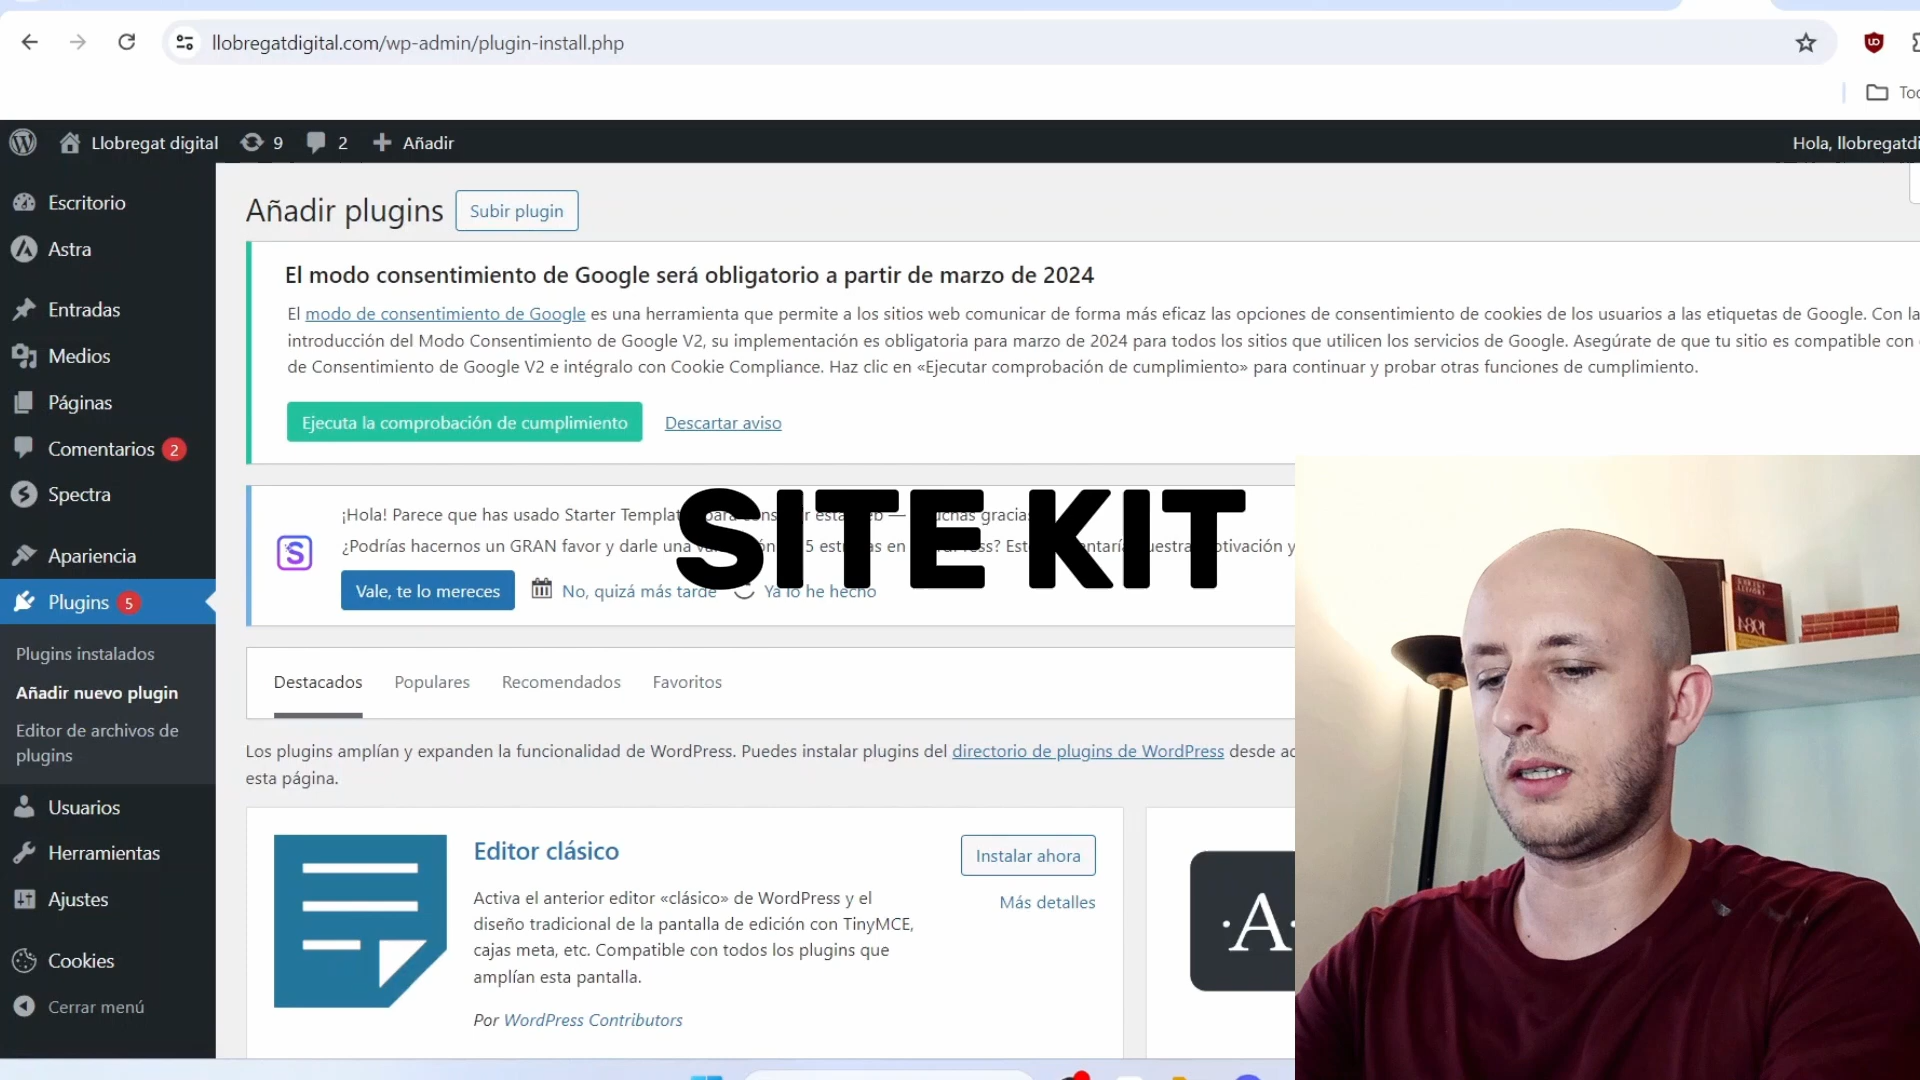 llobregatdigital.com/wp-admin/plugin-install.php
Llobregat digital 9 2 Añadir
Hola, llobregatdi
Escritorio
Astra
Entradas
Medios
Páginas
Comentarios 2
Spectra
Apariencia
Plugins 5
Plugins instalados
Añadir nuevo plugin
Editor de archivos de
plugins
Usuarios
Herramientas
Ajustes
Cookies
Cerrar menú
Añadir plugins Subir plugin
El modo consentimiento de Google será obligatorio a partir de marzo de 2024
El modo de consentimiento de Google es una herramienta que permite a los sitios web comunicar de forma más eficaz las opciones de consentimiento de cookies de los usuarios a las etiquetas de Google. Con la
introducción del Modo Consentimiento de Google V2, su implementación es obligatoria para marzo de 2024 para todos los sitios que utilicen los servicios de Google. Asegúrate de que tu sitio es compatible con
de Consentimiento de Google V2 e intégralo con Cookie Compliance. Haz clic en «Ejecutar comprobación de cumplimiento» para continuar y probar otras funciones de cumplimiento.
Ejecuta la comprobación de cumplimiento Descartar aviso
SITE KIT
¡Hola! Parece que has usado Starter para esta gracias
¿Podrías hacernos un GRAN favor y darle una 5 en y
Vale, te lo mereces No, quizá más tarde Ya lo he hecho
Destacados Populares Recomendados Favoritos
Los plugins amplían y expanden la funcionalidad de WordPress. Puedes instalar plugins del directorio de plugins de WordPress desde
esta página.
Editor clásico
Instalar ahora
Más detalles
Activa el anterior editor «clásico» de WordPress y el
diseño tradicional de la pantalla de edición con TinyMCE,
cajas meta, etc. Compatible con todos los plugins que
amplían esta pantalla.
Por WordPress Contributors
·A·
1984